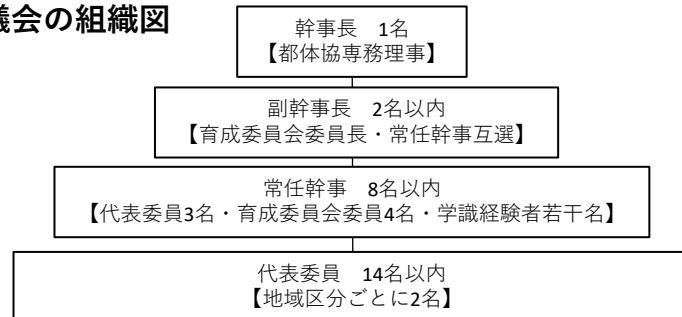 議会の組織図
幹事長 1名
【都体協専務理事】
副幹事長 2名以内
【育成委員会委員長・常任幹事互選】
常任幹事 8名以内
【代表委員3名・育成委員会委員4名・学識経験者若干名】
代表委員 14名以内
【地域区分ごとに2名】